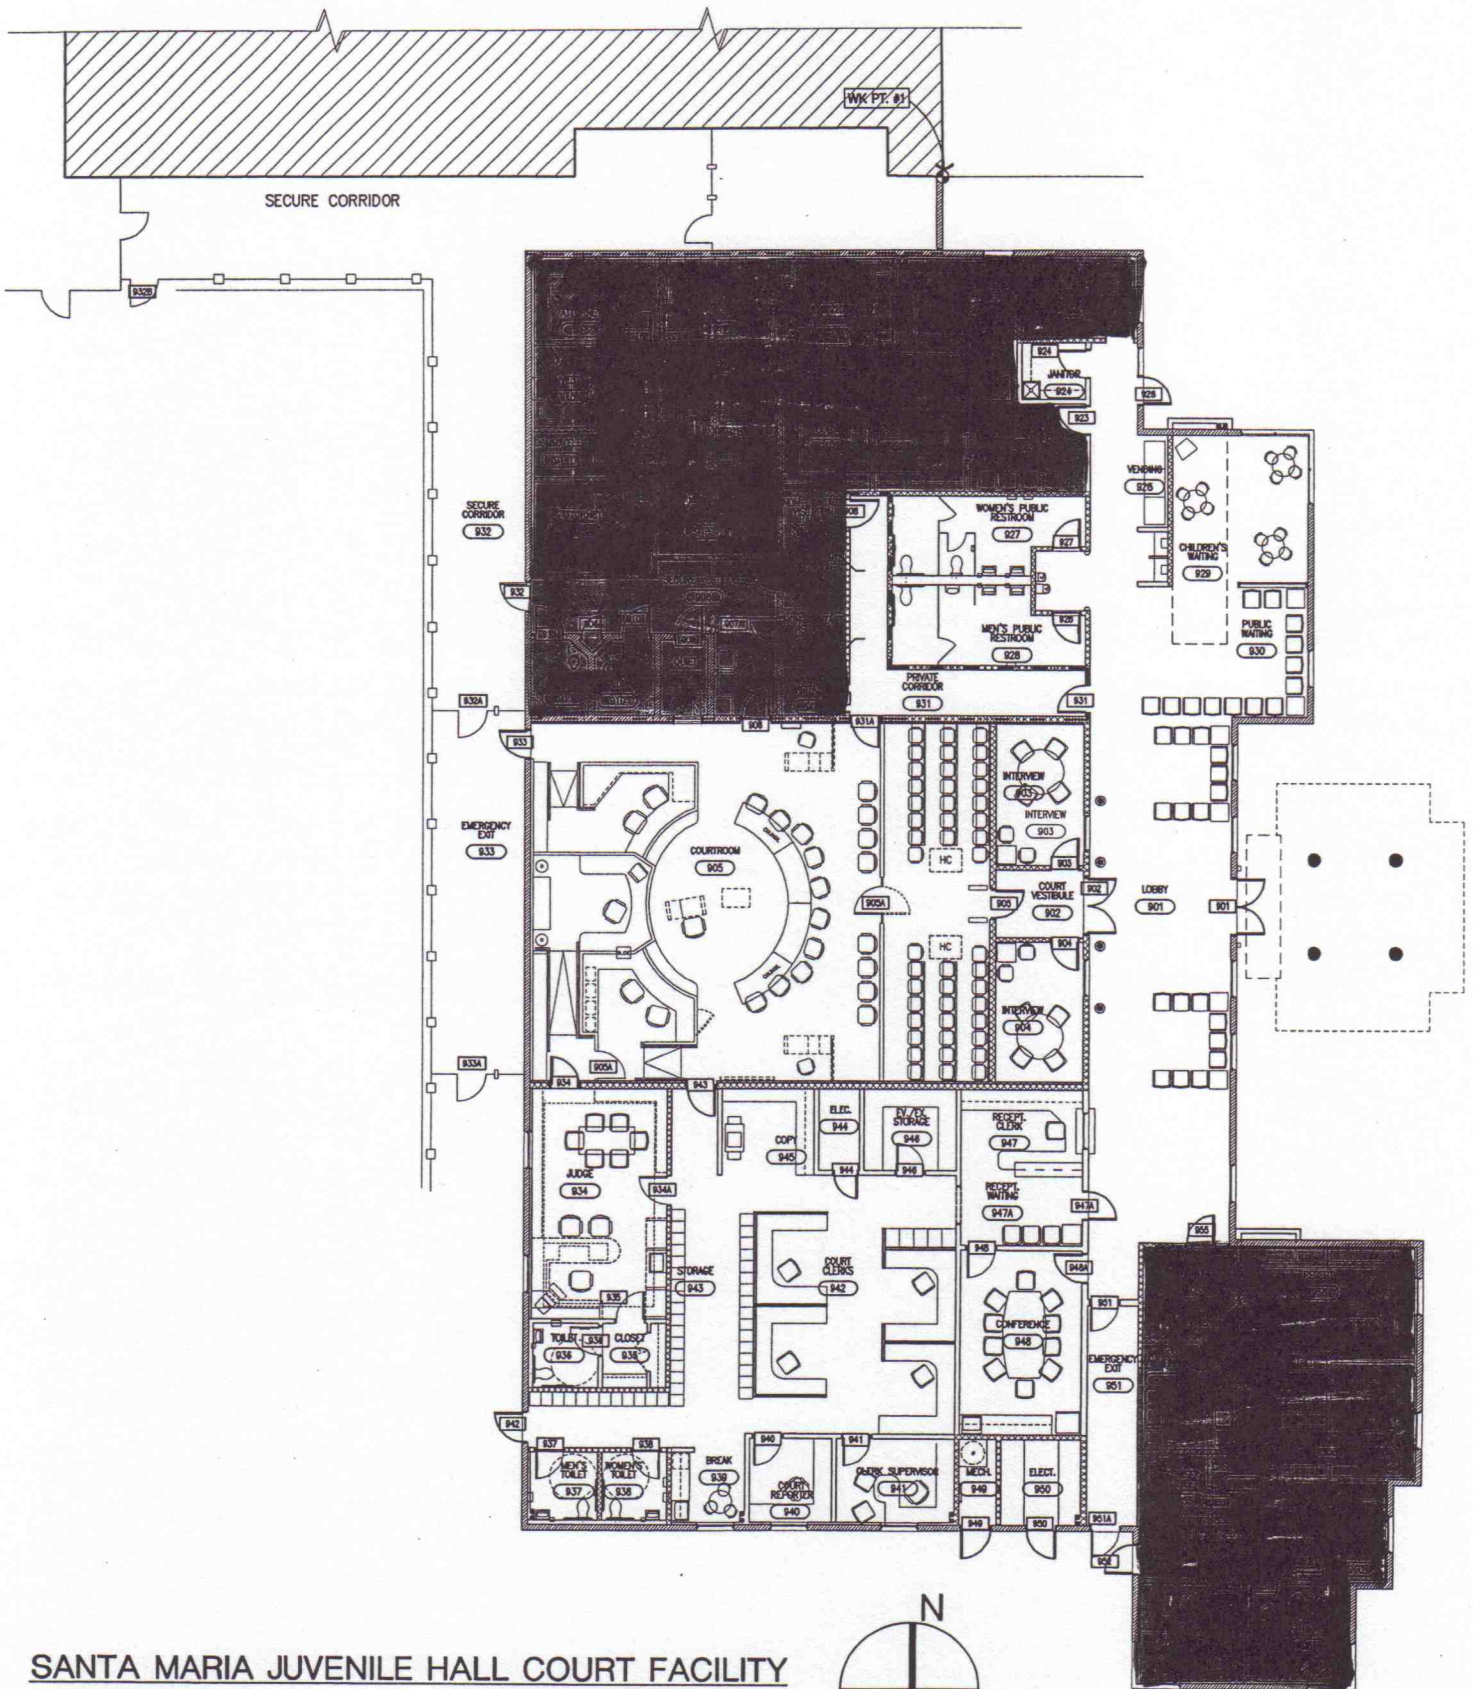 WK PT. #1
SECURE CORRIDOR
932B
924
JANITOR
924
923
VENDING
SECURE
CORRIDOR
932
WOMEN'S PUBLIC
RESTROOM
927
927
CHILDREN'S
WAITING
929
932
MEN'S PUBLIC
RESTROOM
PUBLIC
WAITING
930
PRIVATE
CORRIDOR
931
931
932A
931A
933
INTERVIEW
903
INTERVIEW
903
903
EMERGENCY
EXIT
933
COURTROOM
905
HC
COURT
VESTIBULE
902
902
905
905A
LOBBY
901
901
HC
904
INTERVIEW
904
933A
934
905A
943
JUDGE
934
934A
COPY
945
ELEC.
944
944
EV./EX.
STORAGE
946
946
RECEPT.
CLERK
947
RECEPT.
WAITING
947A
947A
955
STORAGE
943
COURT
CLERKS
942
948
948A
935
TOILET
936
CLOSET
935
CONFERENCE
948
951
EMERGENCY
EXIT
951
942
937
938
940
941
MEN'S
TOILET
937
WOMEN'S
TOILET
938
BREAK
939
COURT
REPORTER
940
CLERK SUPERVISOR
941
MECH.
949
ELECT.
950
949
950
951A
952
N
SANTA MARIA JUVENILE HALL COURT FACILITY